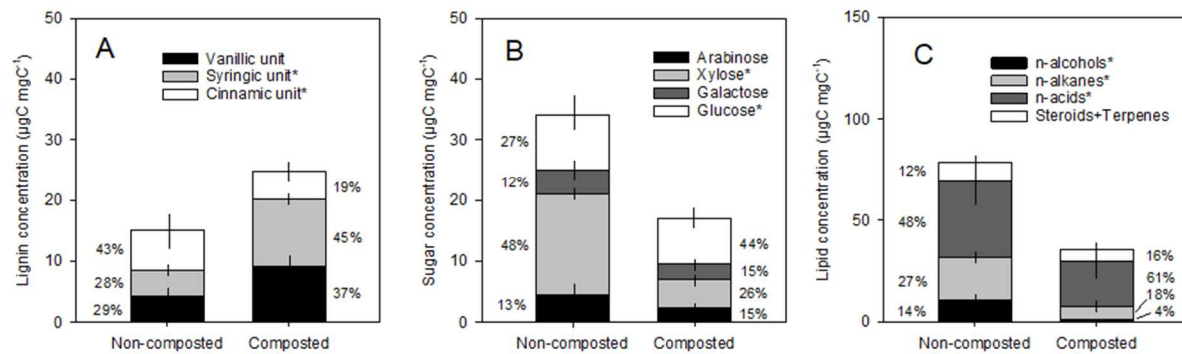 A
Lignin concentration (µgC mgC⁻¹)
50
40
30
20
10
0
Vanillic unit
Syringic unit*
Cinnamic unit*
43%
28%
29%
19%
45%
37%
Non-composted Composted
B
Sugar concentration (µgC mgC⁻¹)
50
40
30
20
10
0
Arabinose
Xylose*
Galactose
Glucose*
27%
12%
48%
13%
44%
15%
26%
15%
Non-composted Composted
C
Lipid concentration (µgC mgC⁻¹)
150
100
50
0
n-alcohols*
n-alkanes*
n-acids*
Steroids+Terpenes
12%
48%
27%
14%
16%
61%
18%
4%
Non-composted Composted